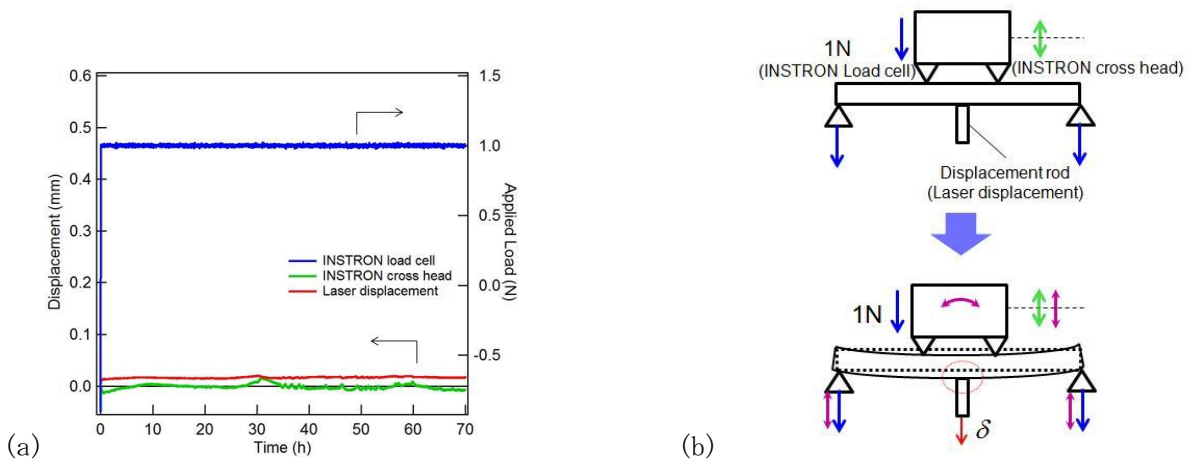 0.6
0.5
0.4
0.3
0.2
0.1
0.0
Displacement (mm)
1.5
1.0
0.5
0.0
-0.5
Applied Load (N)
INSTRON load cell
INSTRON cross head
Laser displacement
0 10 20 30 40 50 60 70
Time (h)
(a)
1N
(INSTRON Load cell)
(INSTRON cross head)
Displacement rod
(Laser displacement)
1N
δ
(b)